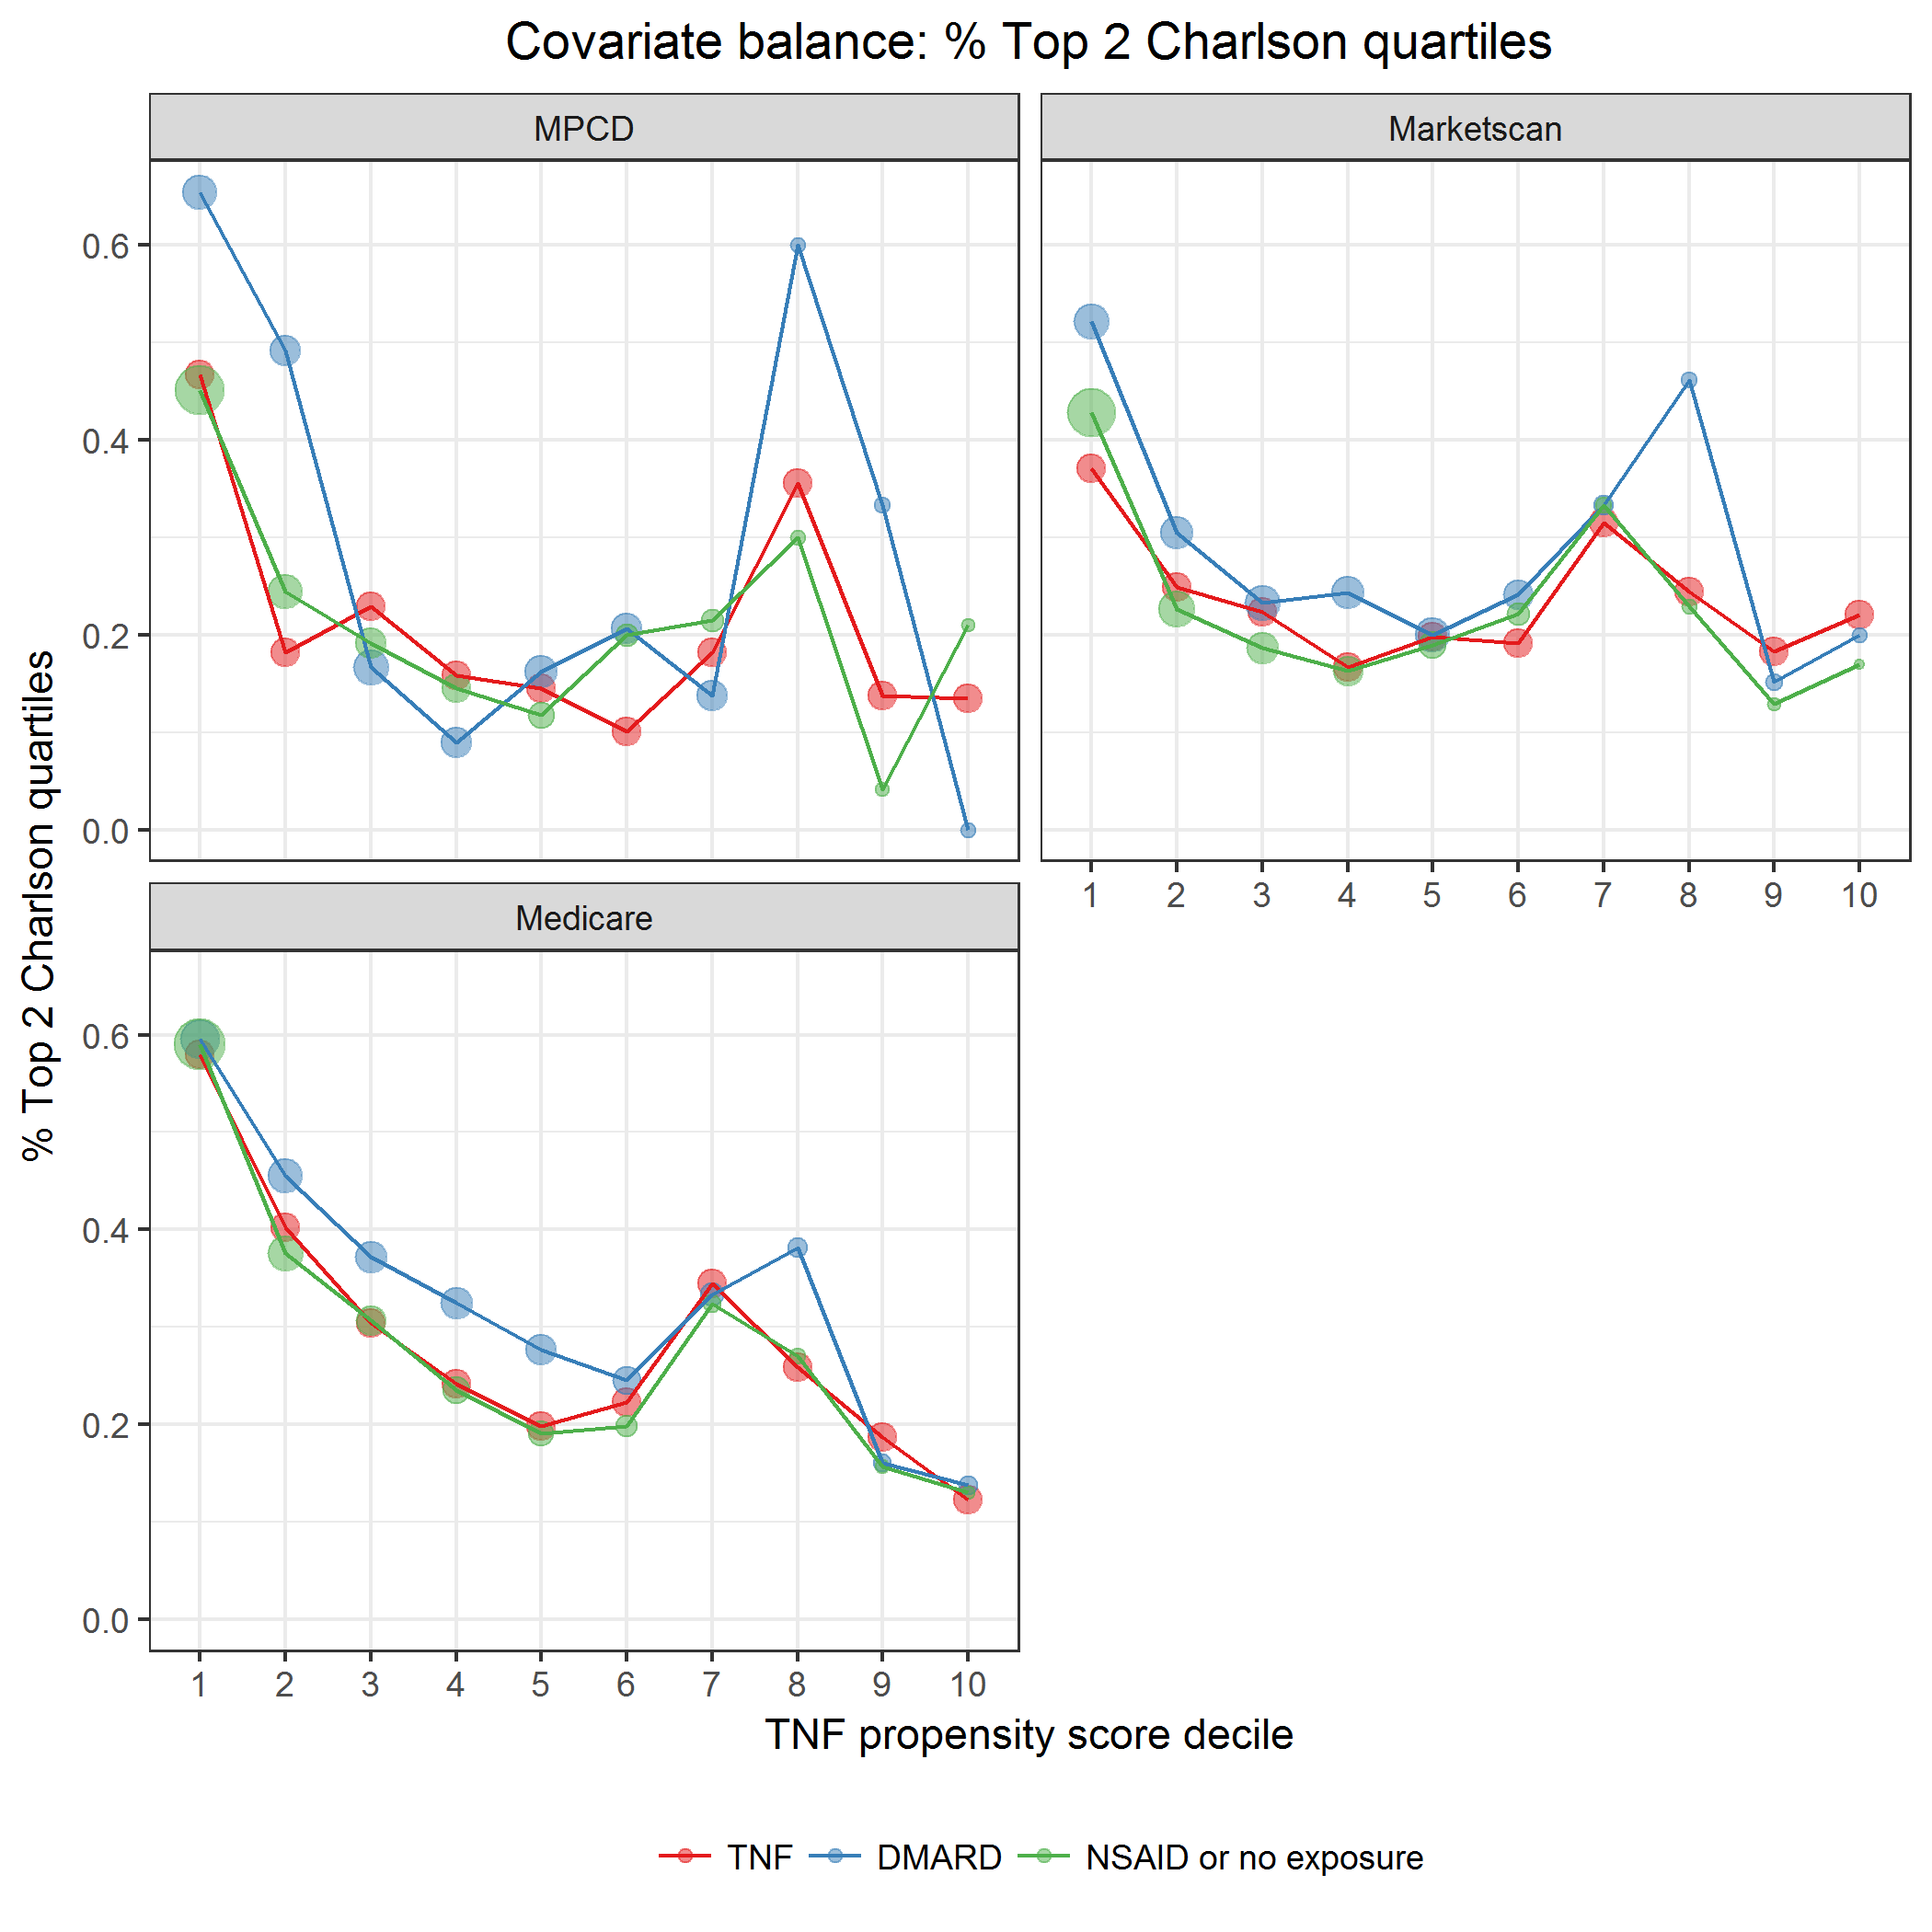 Covariate balance: % Top 2 Charlson quartiles
MPCD
Marketscan
0.6
0.4
0.2
0.0
1 2 3 4 5 6 7 8 9 10
Medicare
0.6
0.4
0.2
0.0
1 2 3 4 5 6 7 8 9 10
% Top 2 Charlson quartiles
TNF propensity score decile
TNF DMARD NSAID or no exposure